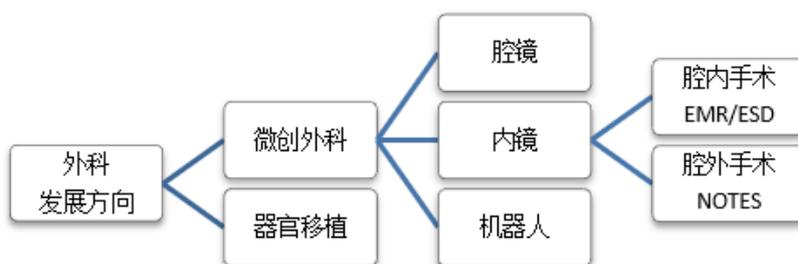 外科
发展方向
微创外科
器官移植
腔镜
内镜
机器人
腔内手术
EMR/ESD
腔外手术
NOTES